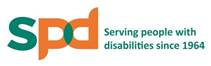 spd
Serving people with
disabilities since 1964